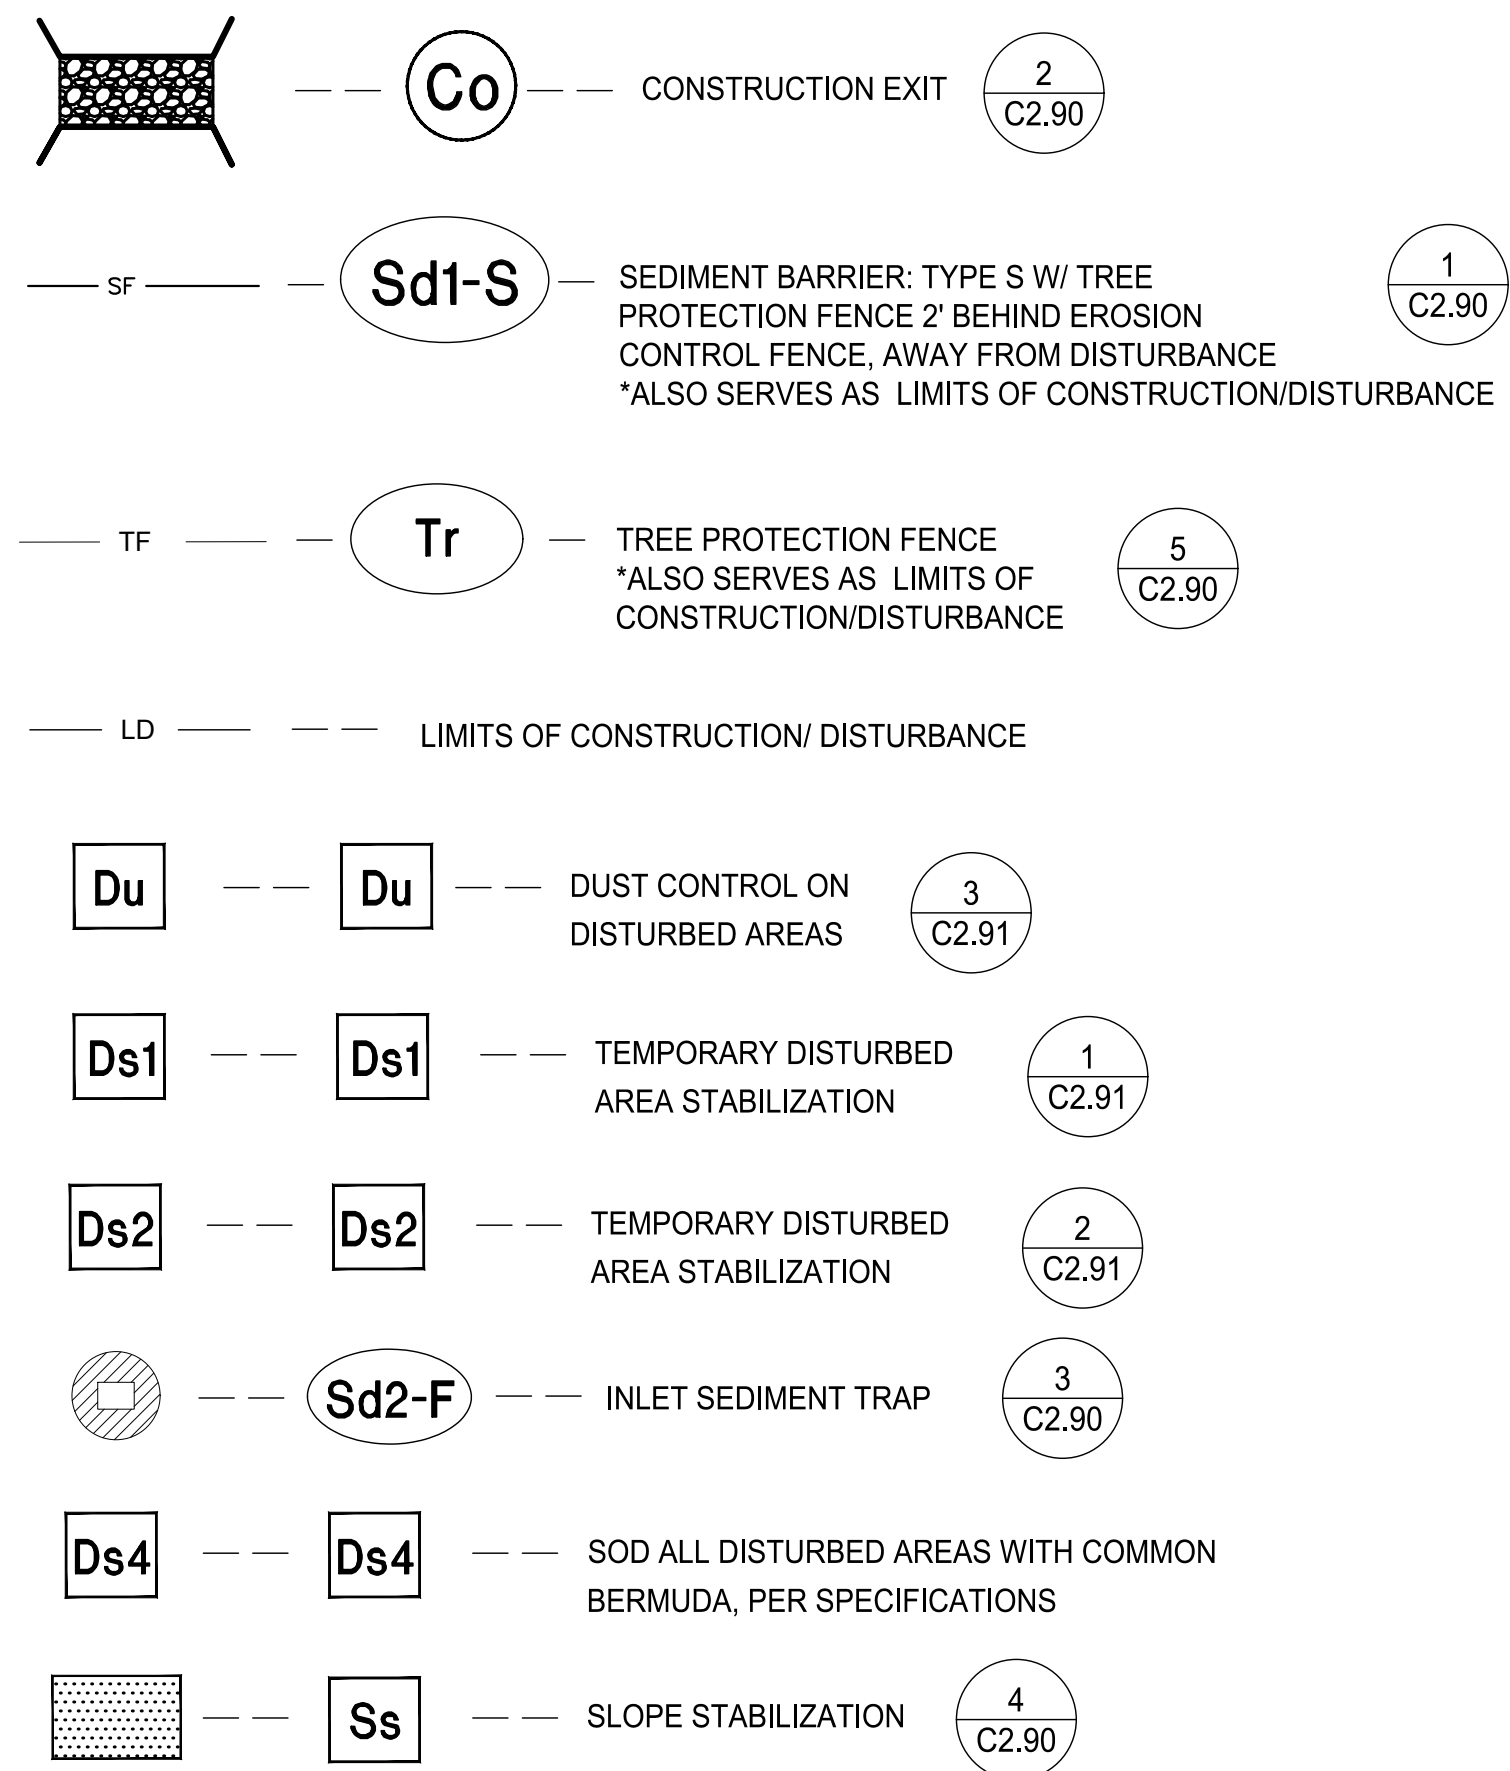 Co
CONSTRUCTION EXIT
2
C2.90
SF
Sd1-S
SEDIMENT BARRIER: TYPE S W/ TREE
PROTECTION FENCE 2' BEHIND EROSION
CONTROL FENCE, AWAY FROM DISTURBANCE
*ALSO SERVES AS LIMITS OF CONSTRUCTION/DISTURBANCE
1
C2.90
TF
Tr
TREE PROTECTION FENCE
*ALSO SERVES AS LIMITS OF
CONSTRUCTION/DISTURBANCE
5
C2.90
LD
LIMITS OF CONSTRUCTION/ DISTURBANCE
Du
Du
DUST CONTROL ON
DISTURBED AREAS
3
C2.91
Ds1
Ds1
TEMPORARY DISTURBED
AREA STABILIZATION
1
C2.91
Ds2
Ds2
TEMPORARY DISTURBED
AREA STABILIZATION
2
C2.91
Sd2-F
INLET SEDIMENT TRAP
3
C2.90
Ds4
Ds4
SOD ALL DISTURBED AREAS WITH COMMON
BERMUDA, PER SPECIFICATIONS
Ss
SLOPE STABILIZATION
4
C2.90